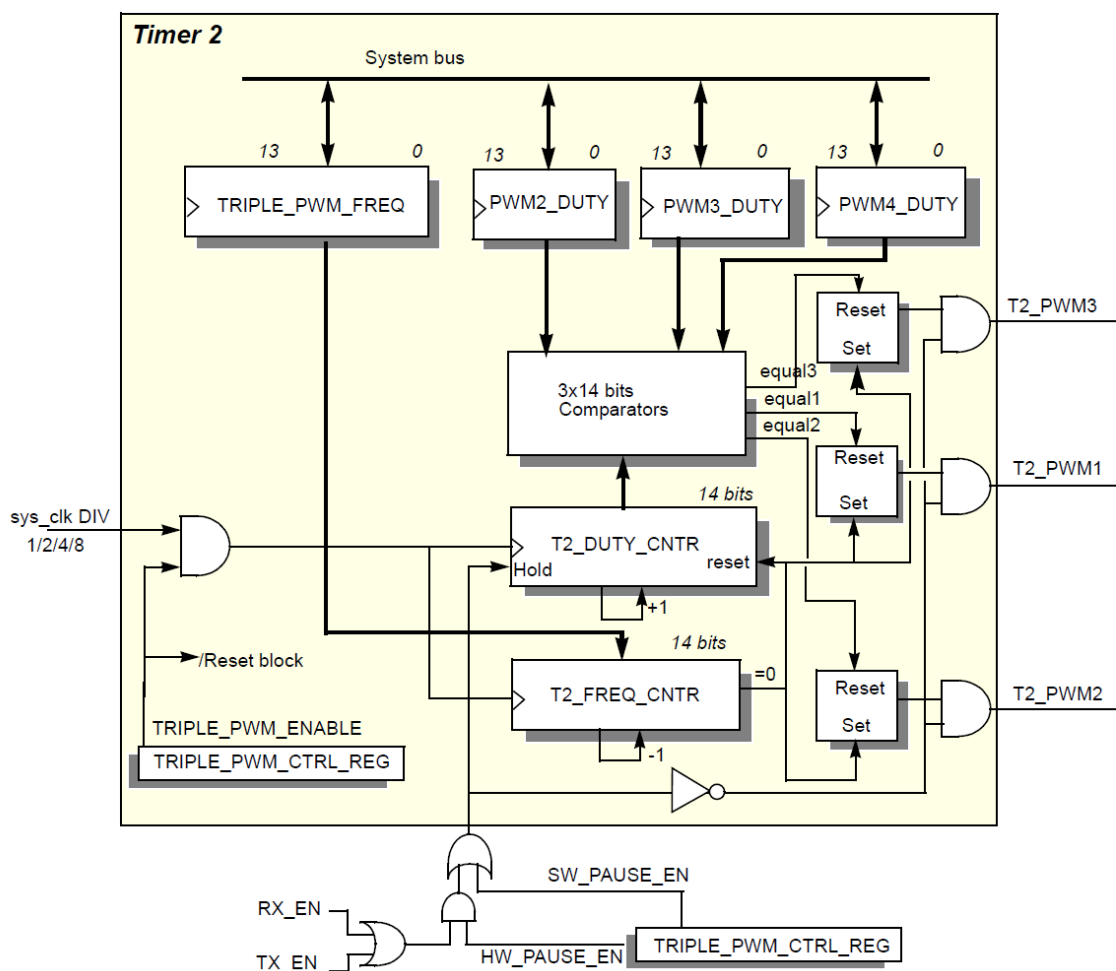 Timer 2
System bus
13 0
13 0
13 0
13 0
TRIPLE_PWM_FREQ
PWM2_DUTY
PWM3_DUTY
PWM4_DUTY
Reset
Set
T2_PWM3
3x14 bits
Comparators
equal3
equal1
equal2
Reset
Set
T2_PWM1
sys_clk DIV
1/2/4/8
14 bits
T2_DUTY_CNTR
Hold
reset
+1
14 bits
T2_FREQ_CNTR
=0
-1
Reset
Set
T2_PWM2
/Reset block
TRIPLE_PWM_ENABLE
TRIPLE_PWM_CTRL_REG
SW_PAUSE_EN
RX_EN
TX_EN
HW_PAUSE_EN
TRIPLE_PWM_CTRL_REG